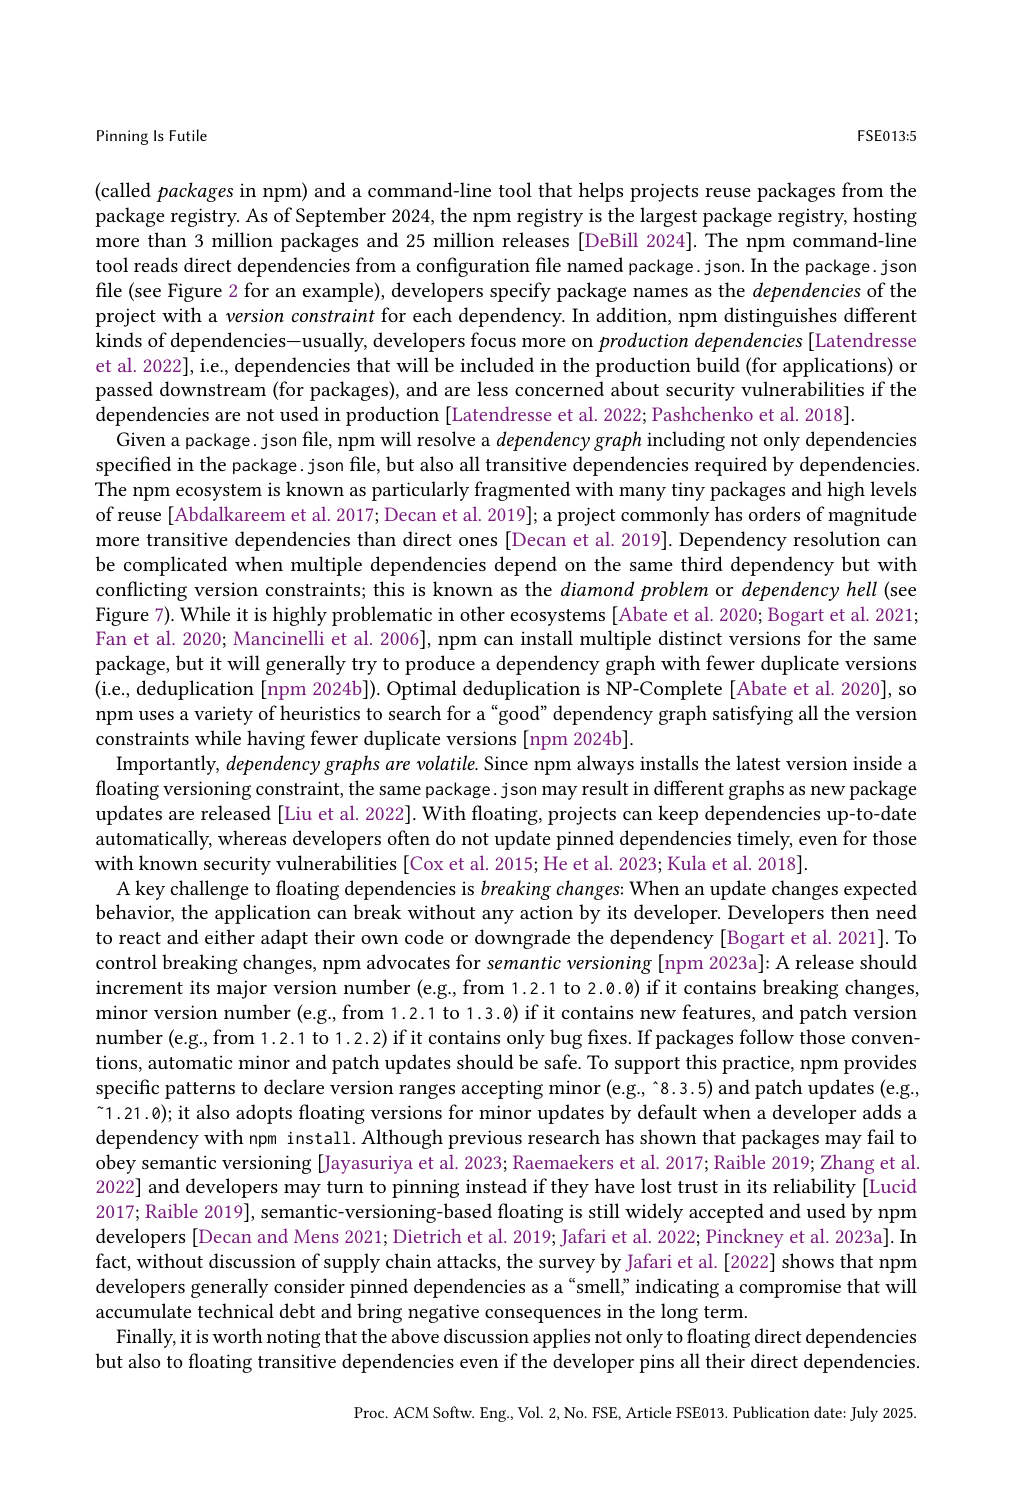 Pinning Is Futile
FSE013:5
(called packages in npm) and a command-line tool that helps projects reuse packages from the
package registry. As of September 2024, the npm registry is the largest package registry, hosting
more than 3 million packages and 25 million releases [DeBill 2024]. The npm command-line
tool reads direct dependencies from a configuration file named package.json. In the package.json
file (see Figure 2 for an example), developers specify package names as the dependencies of the
project with a version constraint for each dependency. In addition, npm distinguishes different
kinds of dependencies—usually, developers focus more on production dependencies [Latendresse
et al. 2022], i.e., dependencies that will be included in the production build (for applications) or
passed downstream (for packages), and are less concerned about security vulnerabilities if the
dependencies are not used in production [Latendresse et al. 2022; Pashchenko et al. 2018].
Given a package.json file, npm will resolve a dependency graph including not only dependencies
specified in the package.json file, but also all transitive dependencies required by dependencies.
The npm ecosystem is known as particularly fragmented with many tiny packages and high levels
of reuse [Abdalkareem et al. 2017; Decan et al. 2019]; a project commonly has orders of magnitude
more transitive dependencies than direct ones [Decan et al. 2019]. Dependency resolution can
be complicated when multiple dependencies depend on the same third dependency but with
conflicting version constraints; this is known as the diamond problem or dependency hell (see
Figure 7). While it is highly problematic in other ecosystems [Abate et al. 2020; Bogart et al. 2021;
Fan et al. 2020; Mancinelli et al. 2006], npm can install multiple distinct versions for the same
package, but it will generally try to produce a dependency graph with fewer duplicate versions
(i.e., deduplication [npm 2024b]). Optimal deduplication is NP-Complete [Abate et al. 2020], so
npm uses a variety of heuristics to search for a “good” dependency graph satisfying all the version
constraints while having fewer duplicate versions [npm 2024b].
Importantly, dependency graphs are volatile. Since npm always installs the latest version inside a
floating versioning constraint, the same package.json may result in different graphs as new package
updates are released [Liu et al. 2022]. With floating, projects can keep dependencies up-to-date
automatically, whereas developers often do not update pinned dependencies timely, even for those
with known security vulnerabilities [Cox et al. 2015; He et al. 2023; Kula et al. 2018].
A key challenge to floating dependencies is breaking changes: When an update changes expected
behavior, the application can break without any action by its developer. Developers then need
to react and either adapt their own code or downgrade the dependency [Bogart et al. 2021]. To
control breaking changes, npm advocates for semantic versioning [npm 2023a]: A release should
increment its major version number (e.g., from 1.2.1 to 2.0.0) if it contains breaking changes,
minor version number (e.g., from 1.2.1 to 1.3.0) if it contains new features, and patch version
number (e.g., from 1.2.1 to 1.2.2) if it contains only bug fixes. If packages follow those conven-
tions, automatic minor and patch updates should be safe. To support this practice, npm provides
specific patterns to declare version ranges accepting minor (e.g., ^8.3.5) and patch updates (e.g.,
~1.21.0); it also adopts floating versions for minor updates by default when a developer adds a
dependency with npm install. Although previous research has shown that packages may fail to
obey semantic versioning [Jayasuriya et al. 2023; Raemaekers et al. 2017; Raible 2019; Zhang et al.
2022] and developers may turn to pinning instead if they have lost trust in its reliability [Lucid
2017; Raible 2019], semantic-versioning-based floating is still widely accepted and used by npm
developers [Decan and Mens 2021; Dietrich et al. 2019; Jafari et al. 2022; Pinckney et al. 2023a]. In
fact, without discussion of supply chain attacks, the survey by Jafari et al. [2022] shows that npm
developers generally consider pinned dependencies as a “smell,” indicating a compromise that will
accumulate technical debt and bring negative consequences in the long term.
Finally, it is worth noting that the above discussion applies not only to floating direct dependencies
but also to floating transitive dependencies even if the developer pins all their direct dependencies.
Proc. ACM Softw. Eng., Vol. 2, No. FSE, Article FSE013. Publication date: July 2025.